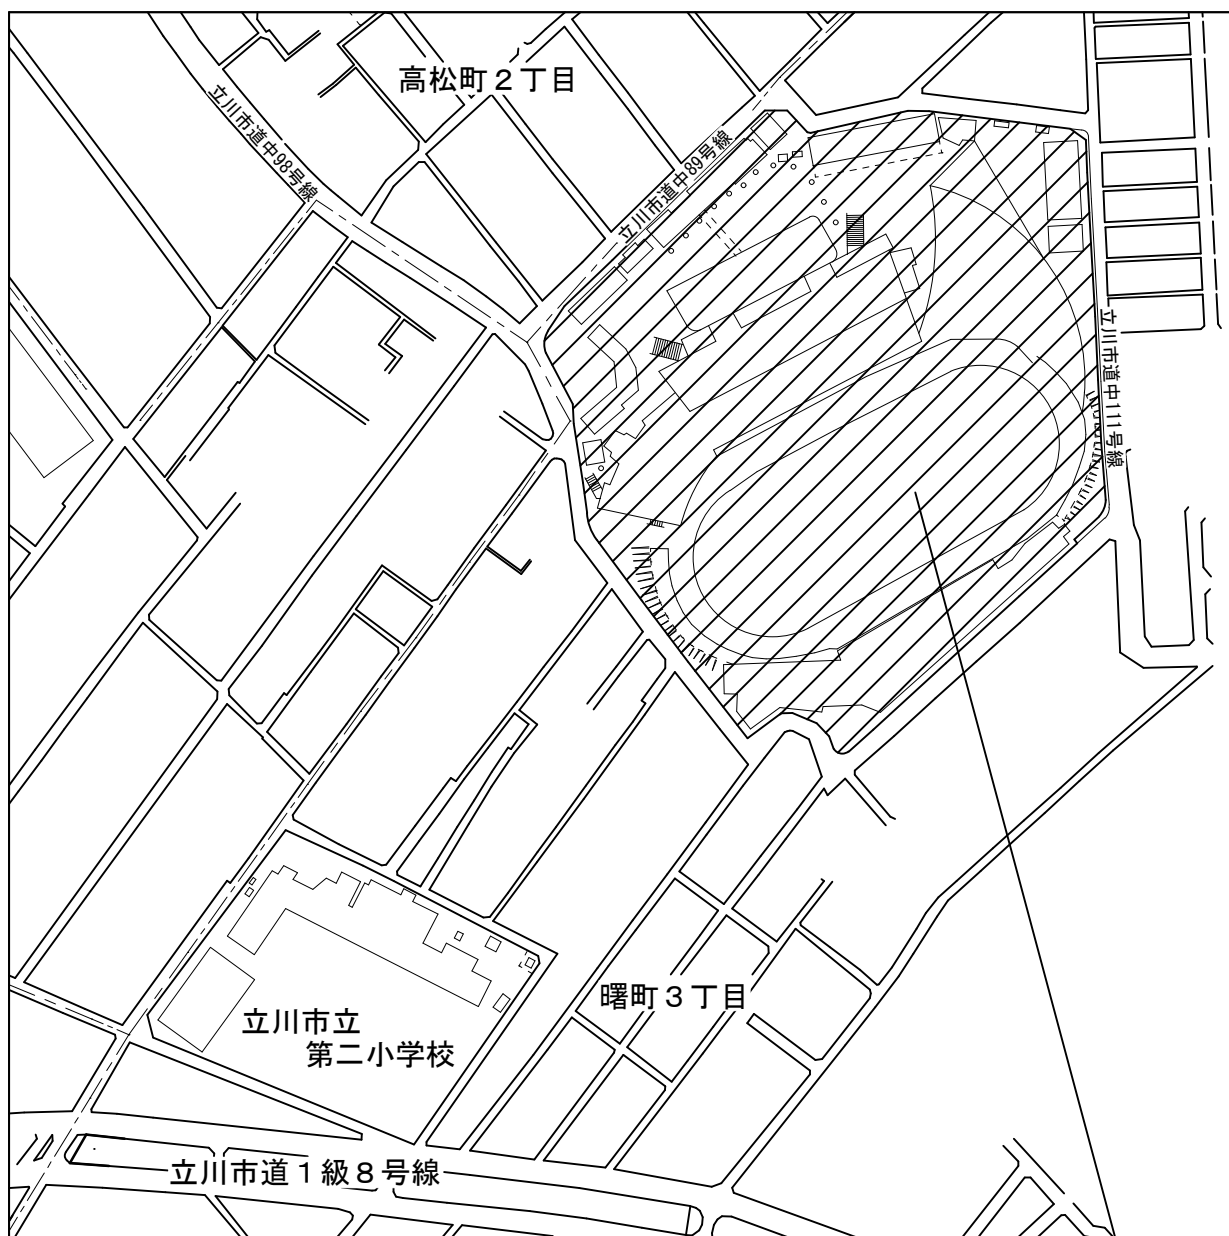 高松町２丁目
立川市道中98号線
立川市道中89号線
立川市道中111号線
曙町３丁目
立川市立
第二小学校
立川市道１級８号線